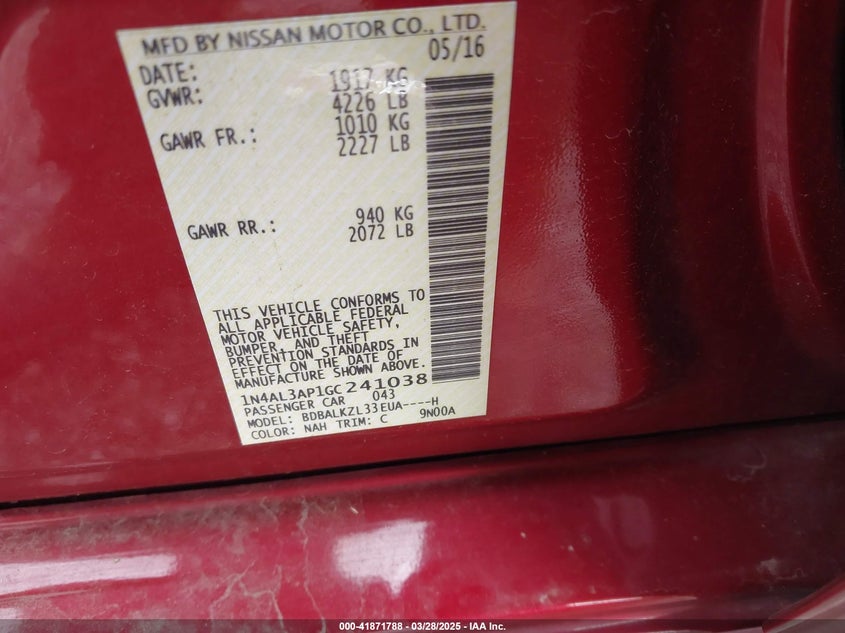 MFD BY NISSAN MOTOR CO., LTD.
DATE: 05/16
GVWR: 1917 KG
4226 LB
GAWR FR.: 1010 KG
2227 LB
GAWR RR.: 940 KG
2072 LB
THIS VEHICLE CONFORMS TO
ALL APPLICABLE FEDERAL
MOTOR VEHICLE SAFETY,
BUMPER, AND THEFT
PREVENTION STANDARDS IN
EFFECT ON THE DATE OF
MANUFACTURE SHOWN ABOVE.
1N4AL3AP1GC241038
PASSENGER CAR 043
MODEL: BDBALKZL33EUA----H
COLOR: NAH TRIM: C 9N00A
000-41871788 - 03/28/2025 - IAA Inc.